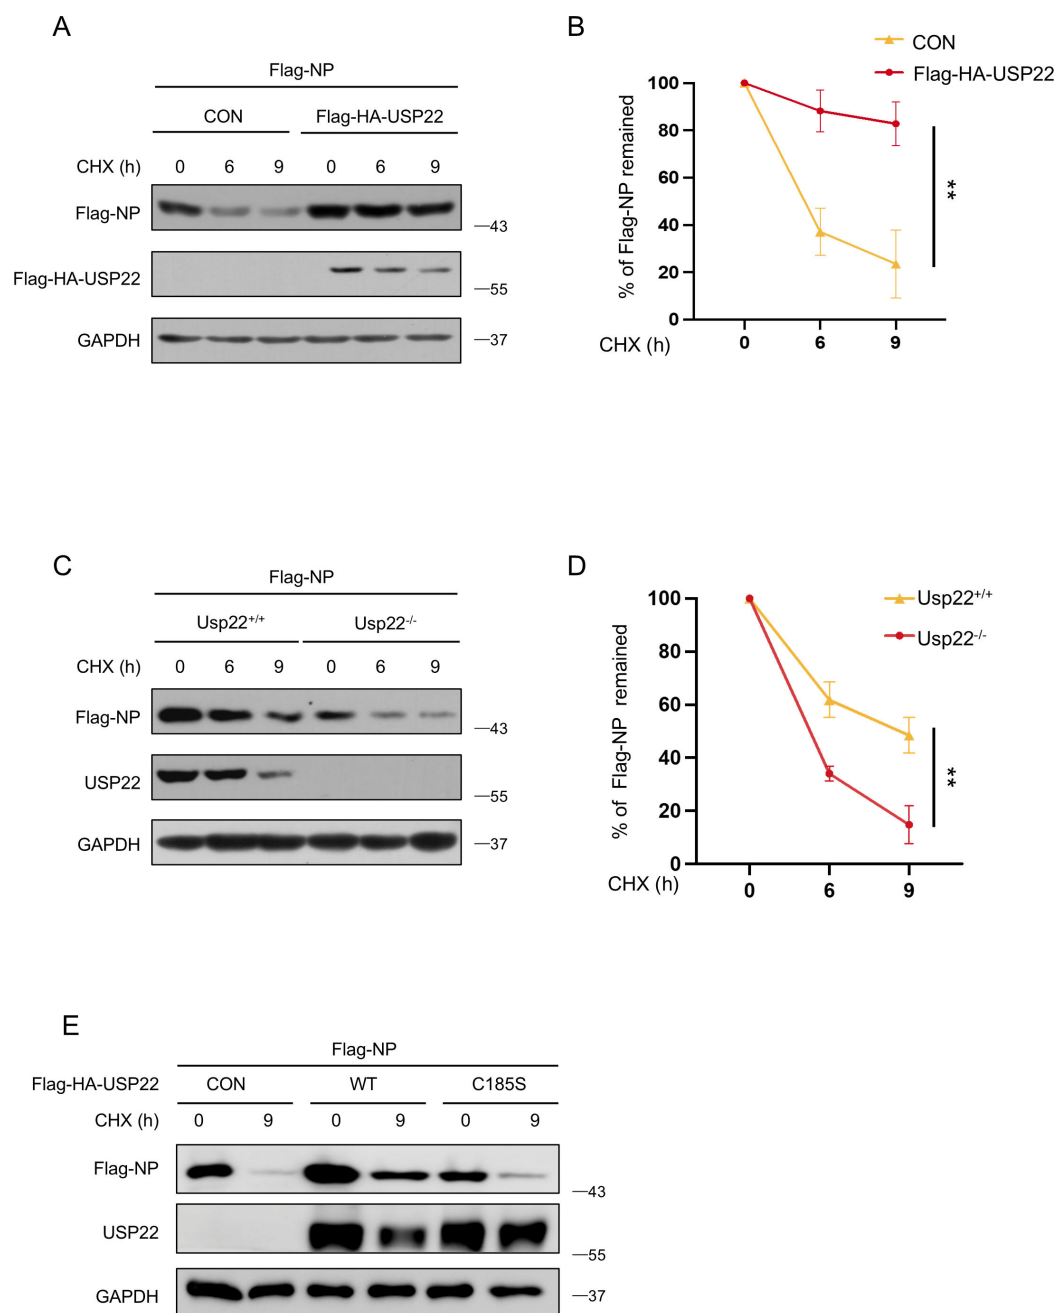 A
Flag-NP
CON Flag-HA-USP22
CHX (h) 0 6 9 0 6 9
Flag-NP
—43
Flag-HA-USP22
—55
GAPDH —37
B
CON
Flag-HA-USP22
% of Flag-NP remained
100
80
60
40
20
0
**
CHX (h)
0 6 9
C
Flag-NP
Usp22+/+ Usp22-/-
CHX (h) 0 6 9 0 6 9
Flag-NP
—43
USP22
—55
GAPDH —37
D
Usp22+/+
Usp22-/-
% of Flag-NP remained
100
80
60
40
20
0
**
CHX (h)
0 6 9
E
Flag-NP
Flag-HA-USP22 CON WT C185S
CHX (h) 0 9 0 9 0 9
Flag-NP
—43
USP22
—55
GAPDH —37